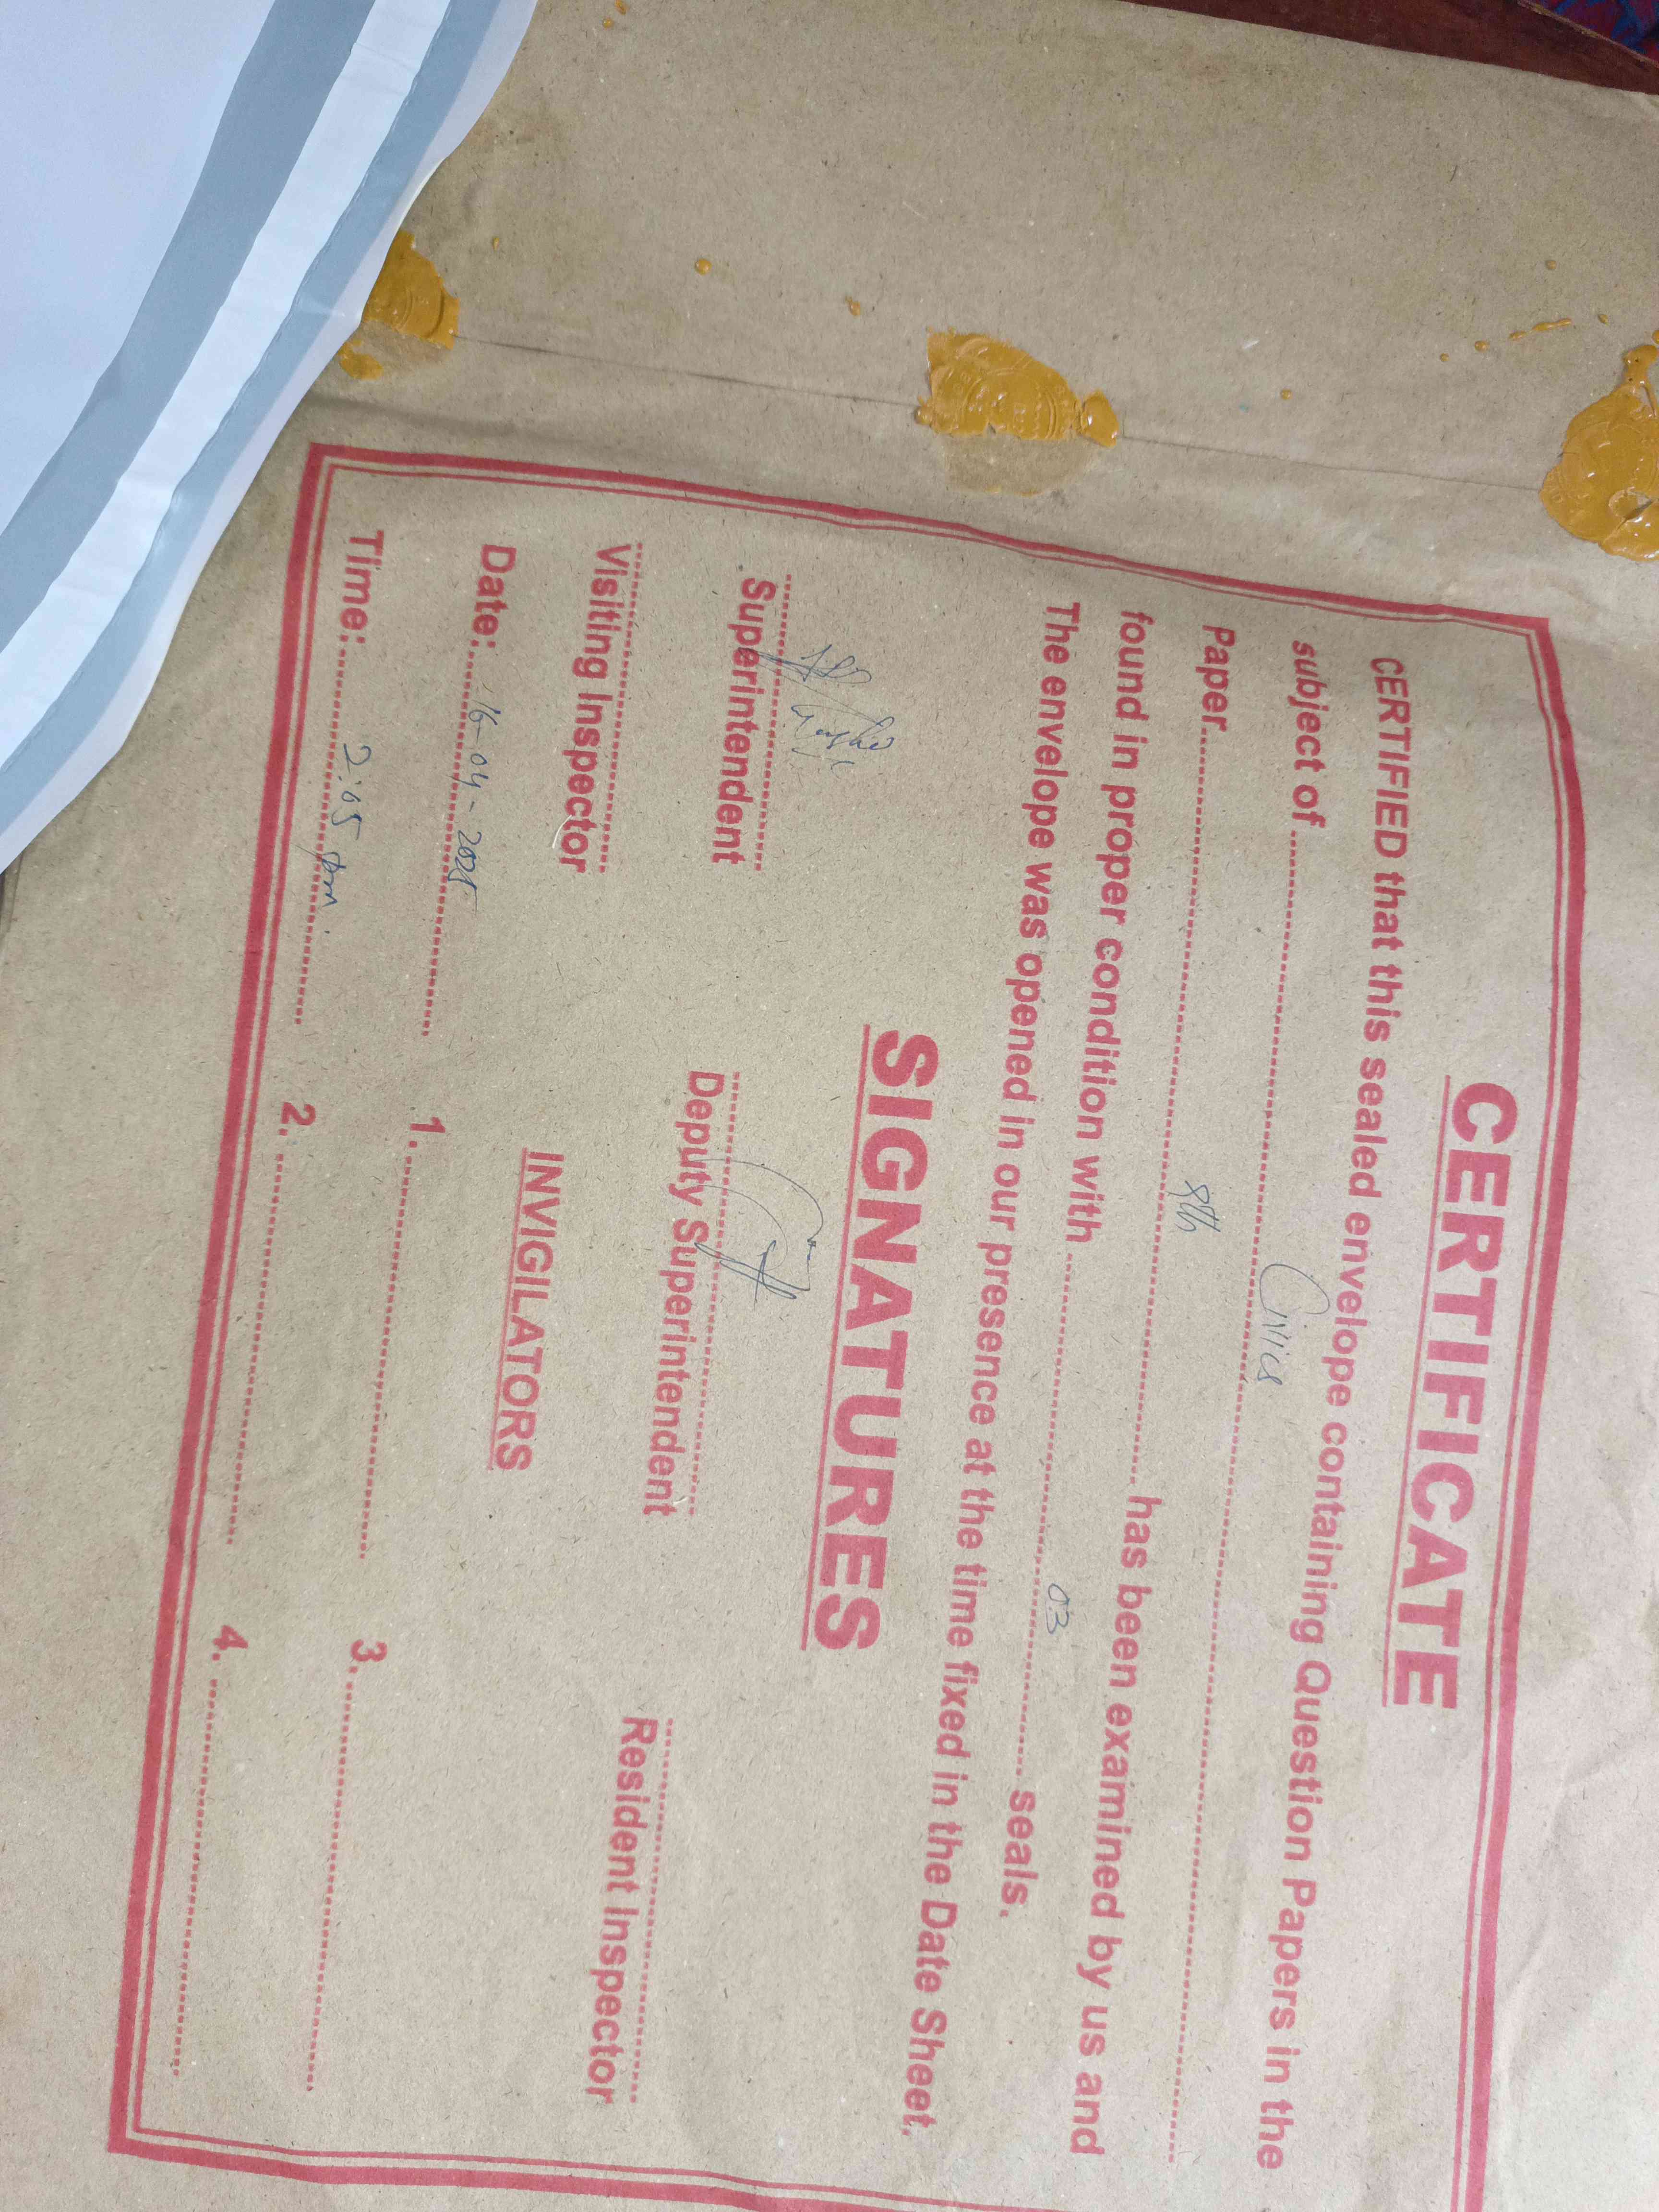 CERTIFICATE
CERTIFIED that this sealed envelope containing Question Papers in the
subject of ........ Civics ........
Paper ........ 8th ........ has been examined by us and
found in proper condition with ........ 03 ........ seals.
The envelope was opened in our presence at the time fixed in the Date Sheet.
SIGNATURES
Superintendent
Deputy Superintendent
Resident Inspector
Visiting Inspector
INVIGILATORS
Date: 16-04-2025
1. ........ 3. ........
Time: 2:05 pm
2. ........ 4. ........